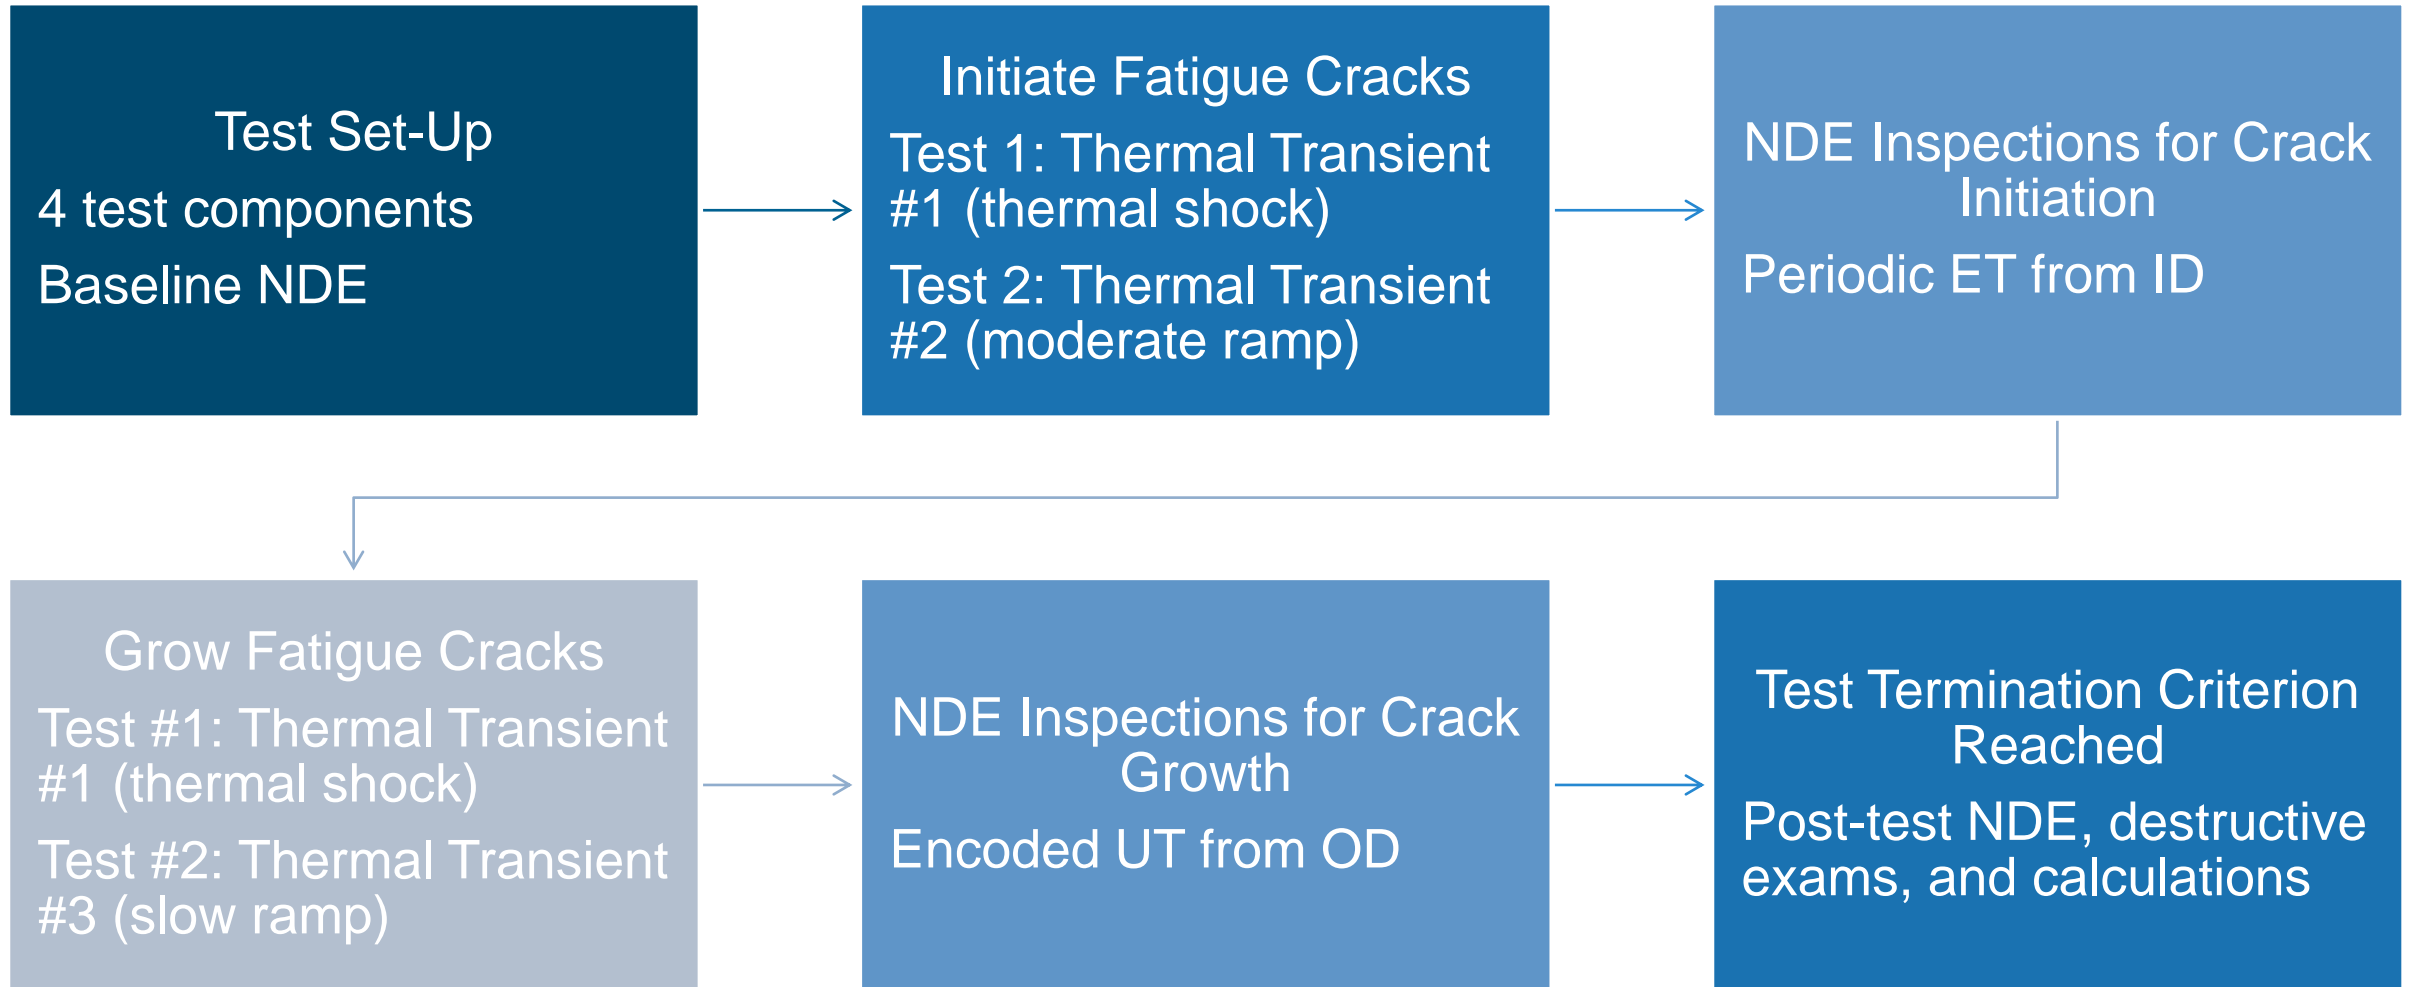 Test Set-Up
4 test components
Baseline NDE
Initiate Fatigue Cracks
Test 1: Thermal Transient
#1 (thermal shock)
Test 2: Thermal Transient
#2 (moderate ramp)
NDE Inspections for Crack
Initiation
Periodic ET from ID
Grow Fatigue Cracks
Test #1: Thermal Transient
#1 (thermal shock)
Test #2: Thermal Transient
#3 (slow ramp)
NDE Inspections for Crack
Growth
Encoded UT from OD
Test Termination Criterion
Reached
Post-test NDE, destructive
exams, and calculations